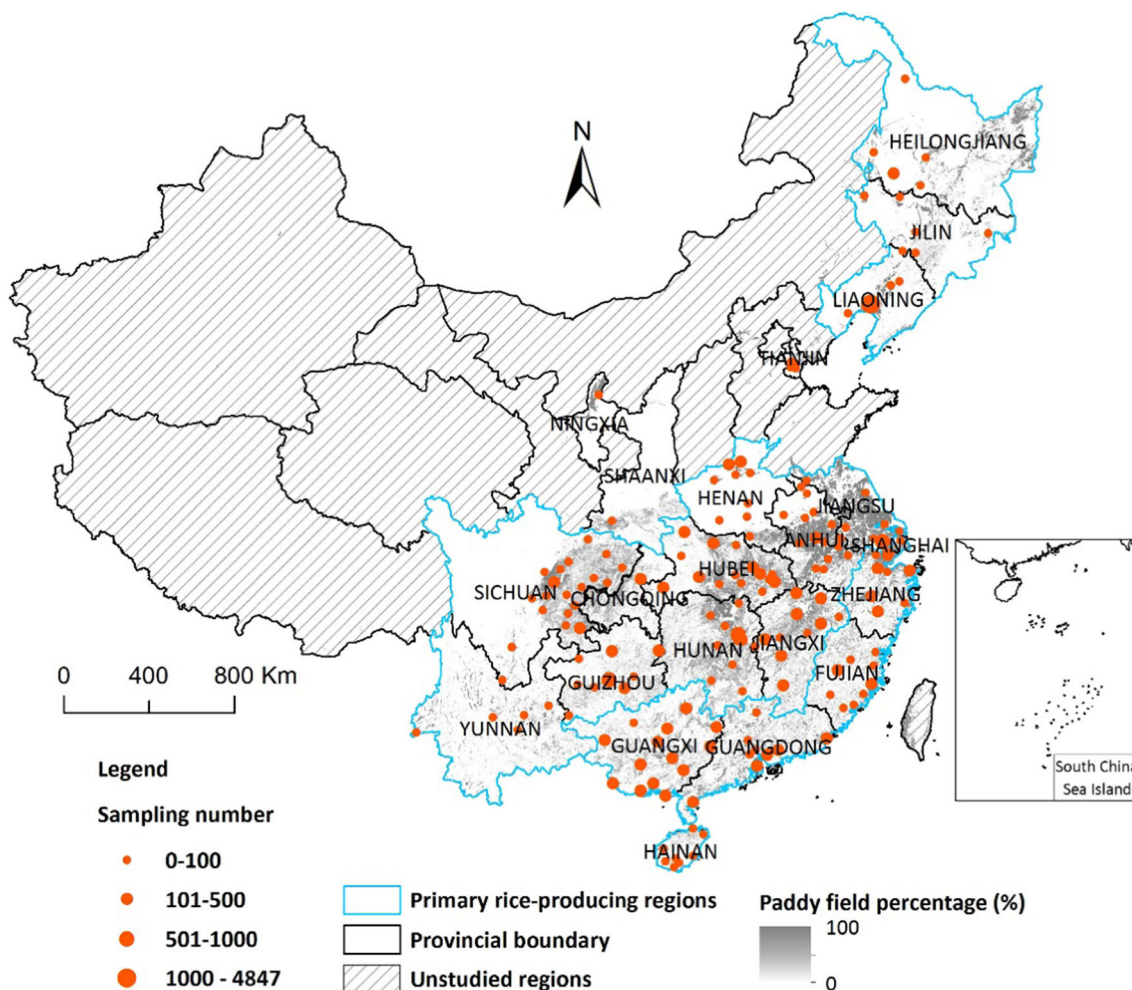 N
HEILONGJIANG
JILIN
LIAONING
TIANJIN
NINGXIA
SHAANXI
HENAN
JIANGSU
ANHUI
SHANGHAI
HUBEI
SICHUAN
CHONGQING
ZHEJIANG
HUNAN
JIANGXI
GUIZHOU
FUJIAN
YUNNAN
GUANGXI
GUANGDONG
HAINAN
0 400 800 Km
South China
Sea Island
Legend
Sampling number
0-100
101-500
501-1000
1000 - 4847
Primary rice-producing regions
Provincial boundary
Unstudied regions
Paddy field percentage (%)
100
0